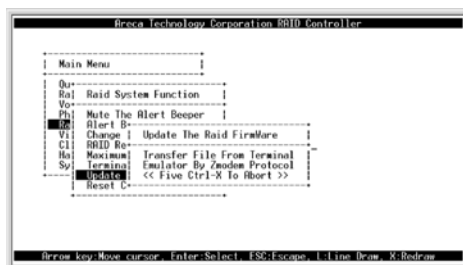 Areca Technology Corporation RAID Controller
Main Menu
Qu
Ra Raid System Function
Vo
Ph Mute The Alert Beeper
Ra Alert B
Vi Change Update The Raid FirmWare
Cl RAID Re
Ha Maximum Transfer File From Terminal
Sy Terminal Emulator By Zmodem Protocol
Update << Five Ctrl-X To Abort >>
Reset C
Arrow key:Move cursor, Enter:Select, ESC:Escape, L:Line Draw, X:Redraw